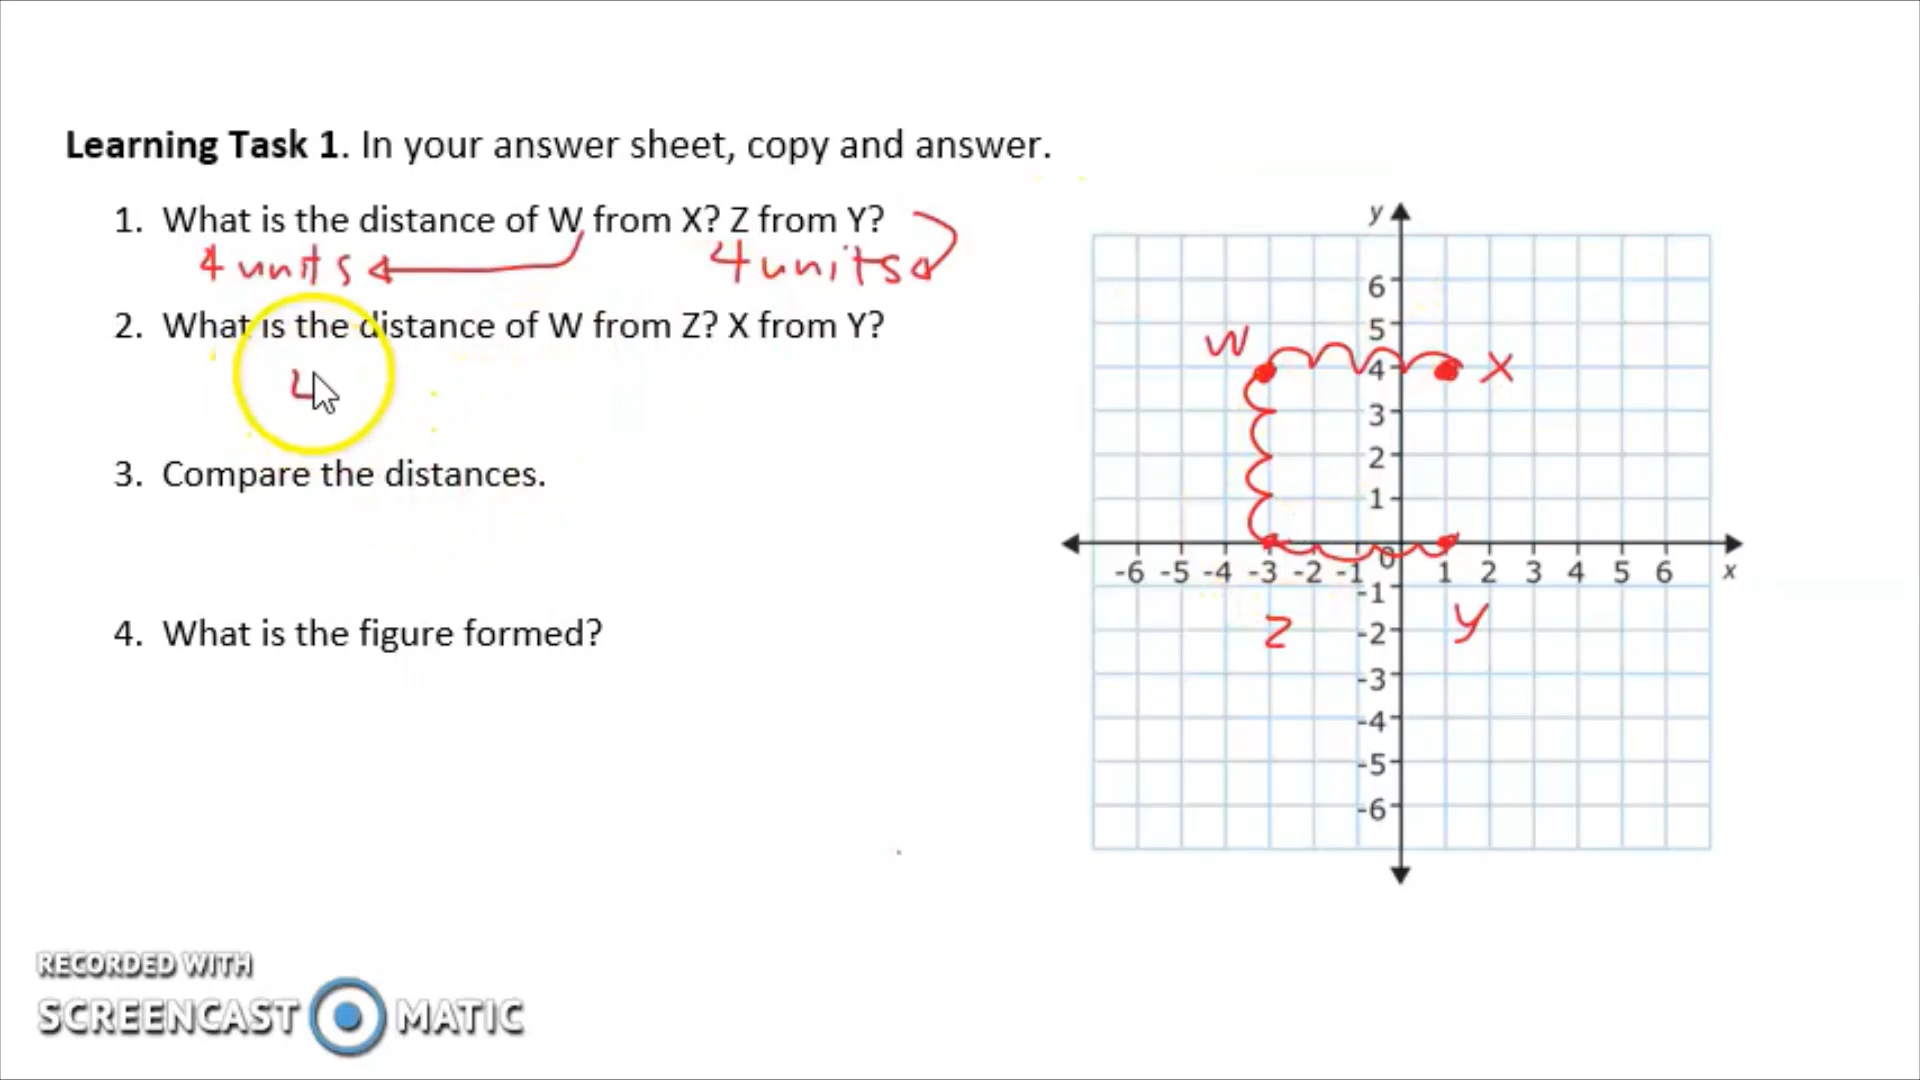 Learning Task 1. In your answer sheet, copy and answer.
1. What is the distance of W from X? Z from Y?
4 units 4 units
2. What is the distance of W from Z? X from Y?
4
3. Compare the distances.
4. What is the figure formed?
y
6
5
W
4 X
3
2
1
0
-6 -5 -4 -3 -2 -1 1 2 3 4 5 6 x
-1
Z -2 Y
-3
-4
-5
-6
RECORDED WITH
SCREENCAST MATIC